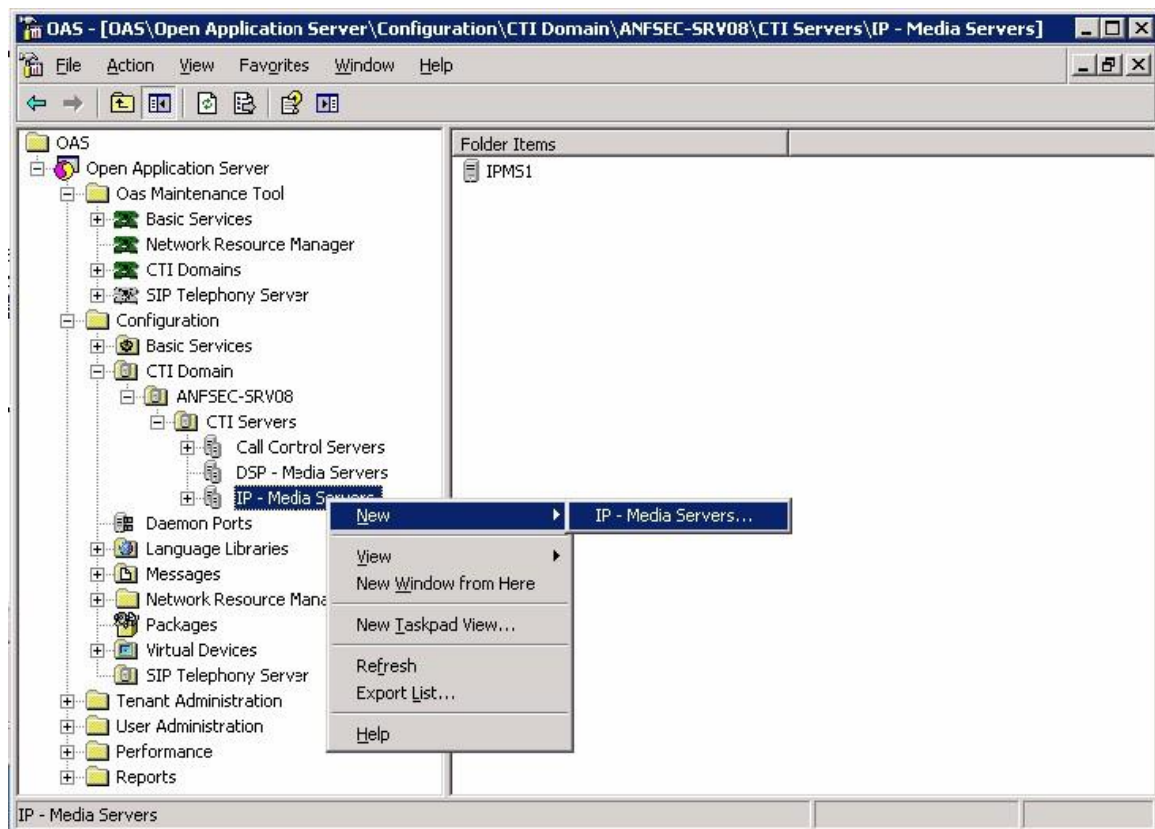 OAS - [OAS\Open Application Server\Configuration\CTI Domain\ANFSEC-SRV08\CTI Servers\IP - Media Servers]
File Action View Favorites Window Help
OAS
Open Application Server
Oas Maintenance Tool
Basic Services
Network Resource Manager
CTI Domains
SIP Telephony Server
Configuration
Basic Services
CTI Domain
ANFSEC-SRV08
CTI Servers
Call Control Servers
DSP - Media Servers
IP - Media Servers
Daemon Ports
Language Libraries
Messages
Network Resource Mana
Packages
Virtual Devices
SIP Telephony Server
Tenant Administration
User Administration
Performance
Reports
Folder Items
IPMS1
New
IP - Media Servers...
View
New Window from Here
New Taskpad View...
Refresh
Export List...
Help
IP - Media Servers